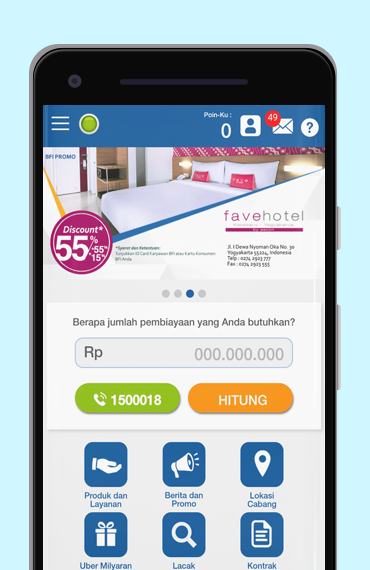 Poin-Ku :
0
49
?
BFI PROMO
Discount*
55%
+55%
15%
*Syarat dan Ketentuan:
Tunjukkan ID Card Karyawan BFI atau Kartu Konsumen
BFI Anda
favehotel
Jl. I Dewa Nyoman Oka No. 30
Yogyakarta 55224, Indonesia
Telp : 0274 2923 777
Fax : 0274 2923 555
Berapa jumlah pembiayaan yang Anda butuhkan?
Rp 000.000.000
1500018
HITUNG
Produk dan
Layanan
Berita dan
Promo
Lokasi
Cabang
Uber Milyaran
Lacak
Kontrak